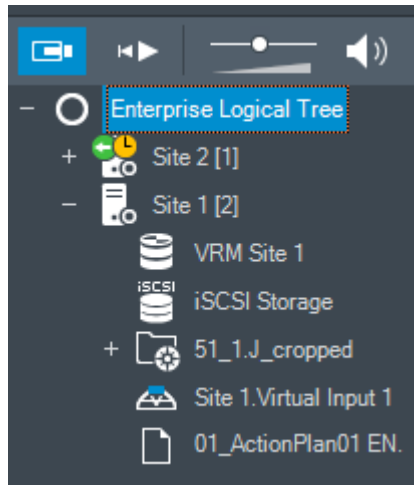 Enterprise Logical Tree
Site 2 [1]
Site 1 [2]
VRM Site 1
iSCSI
iSCSI Storage
51_1.J_cropped
Site 1.Virtual Input 1
01_ActionPlan01 EN.